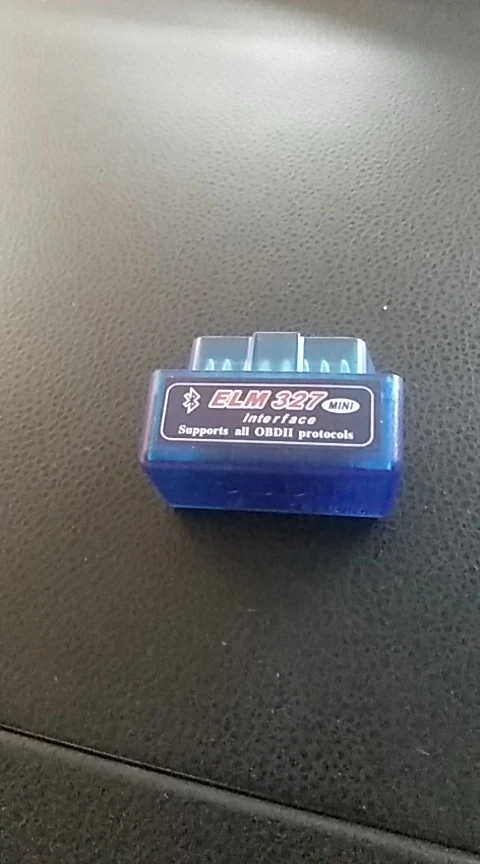 ELM 327 MINI
Interface
Supports all OBDII protocols